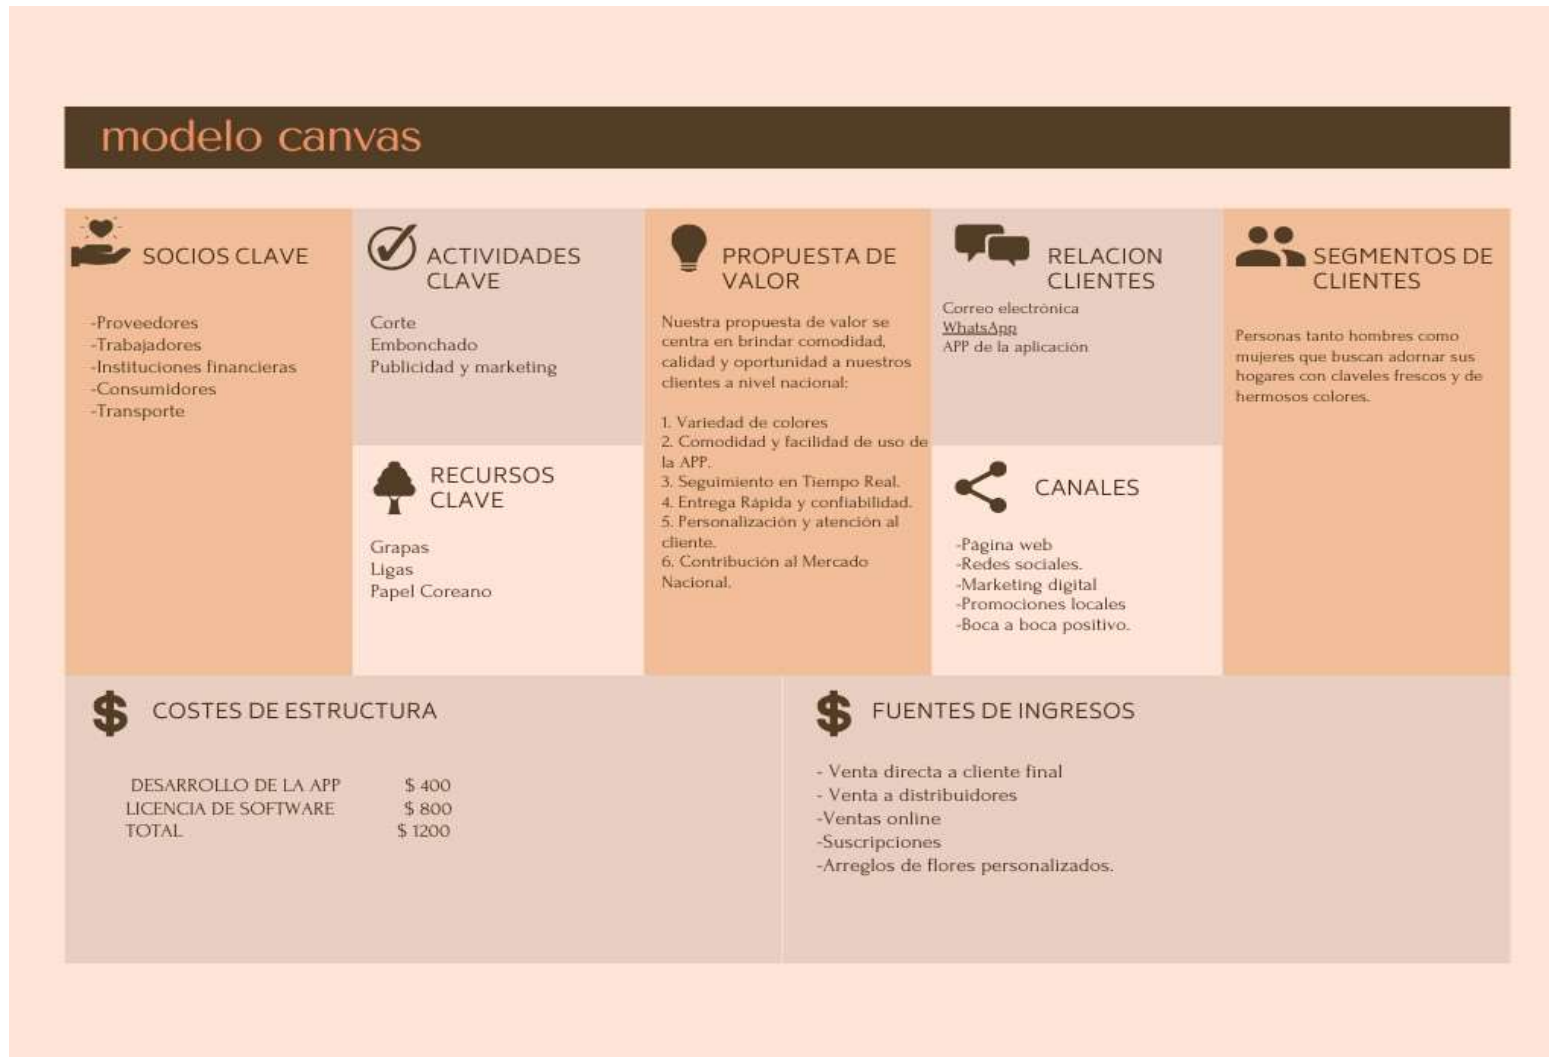 modelo canvas
SOCIOS CLAVE
-Proveedores
-Trabajadores
-Instituciones financieras
-Consumidores
-Transporte
ACTIVIDADES
CLAVE
Corte
Embonchado
Publicidad y marketing
RECURSOS
CLAVE
Grapas
Ligas
Papel Coreano
PROPUESTA DE
VALOR
Nuestra propuesta de valor se
centra en brindar comodidad,
calidad y oportunidad a nuestros
clientes a nivel nacional:
1. Variedad de colores
2. Comodidad y facilidad de uso de
la APP.
3. Seguimiento en Tiempo Real.
4. Entrega Rápida y confiabilidad.
5. Personalización y atención al
cliente.
6. Contribución al Mercado
Nacional.
RELACION
CLIENTES
Correo electrónica
WhatsApp
APP de la aplicación
CANALES
-Página web
-Redes sociales.
-Marketing digital
-Promociones locales
-Boca a boca positivo.
SEGMENTOS DE
CLIENTES
Personas tanto hombres como
mujeres que buscan adornar sus
hogares con claveles frescos y de
hermosos colores.
COSTES DE ESTRUCTURA
DESARROLLO DE LA APP $ 400
LICENCIA DE SOFTWARE $ 800
TOTAL $ 1200
FUENTES DE INGRESOS
- Venta directa a cliente final
- Venta a distribuidores
-Ventas online
-Suscripciones
-Arreglos de flores personalizados.